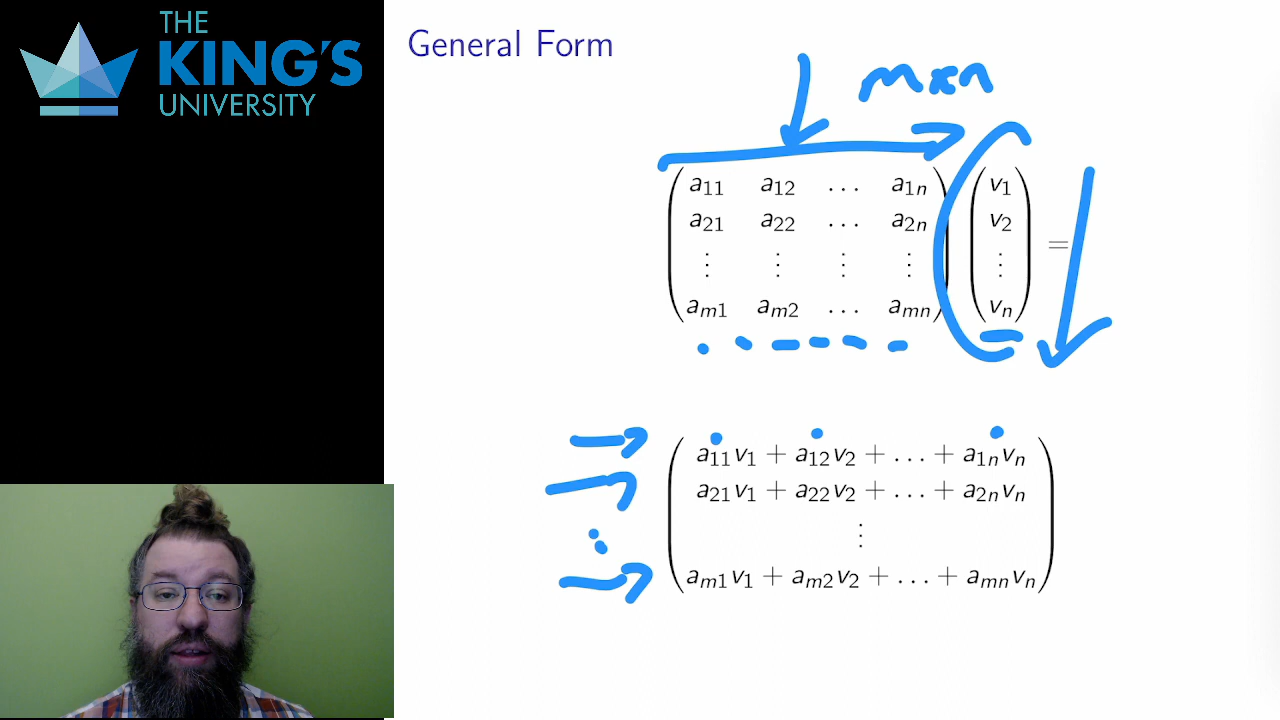 THE
KING'S
UNIVERSITY
General Form
m×n
a₁₁ a₁₂ … a₁ₙ v₁
a₂₁ a₂₂ … a₂ₙ v₂
⋮ ⋮ ⋮ ⋮ ⋮ =
aₘ₁ aₘ₂ … aₘₙ vₙ
a₁₁v₁ + a₁₂v₂ + … + a₁ₙvₙ
a₂₁v₁ + a₂₂v₂ + … + a₂ₙvₙ
⋮
aₘ₁v₁ + aₘ₂v₂ + … + aₘₙvₙ